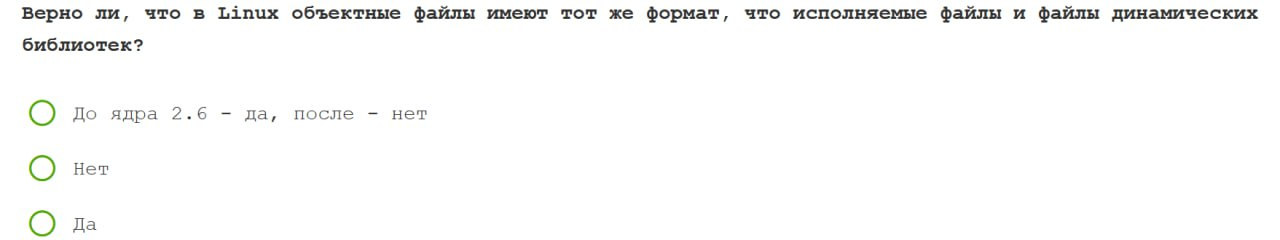 Верно ли, что в Linux объектные файлы имеют тот же формат, что исполняемые файлы и файлы динамических
библиотек?
До ядра 2.6 - да, после - нет
Нет
Да